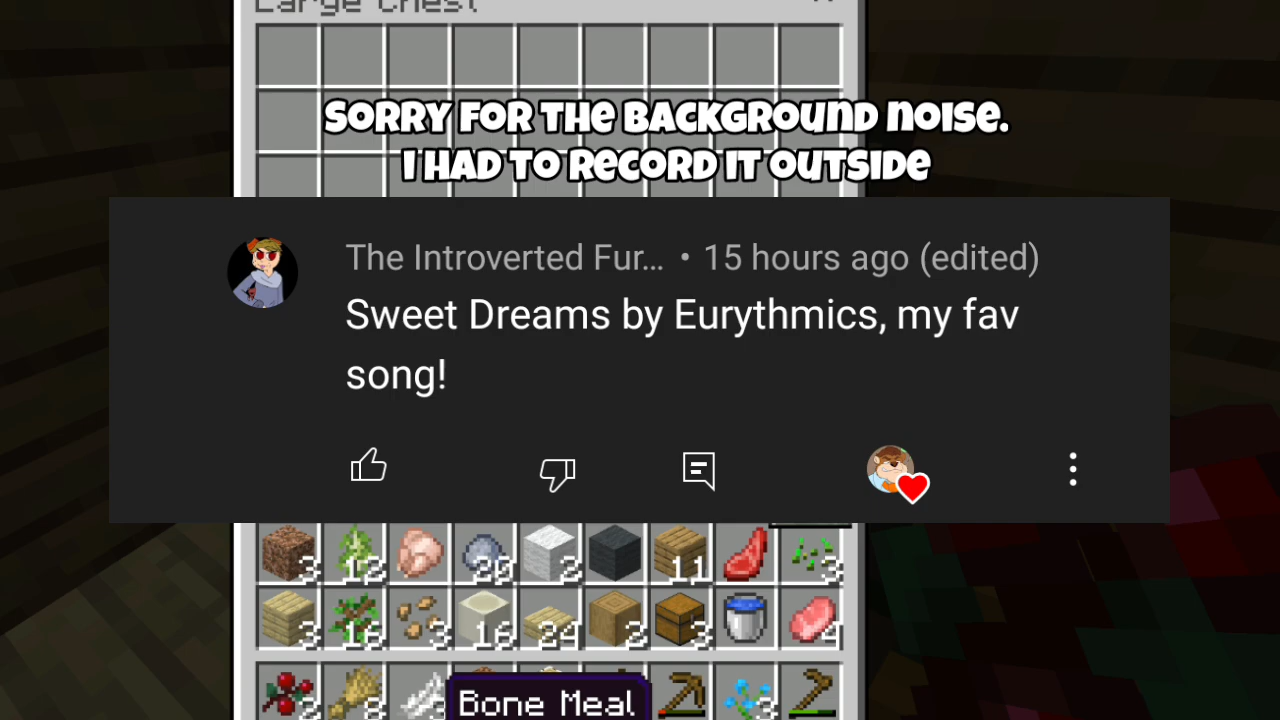 Large Chest
SORRY FOR THE BACKGROUND NOISE.
I HAD TO RECORD IT OUTSIDE
The Introverted Fur... • 15 hours ago (edited)
Sweet Dreams by Eurythmics, my fav
song!
3 12 20 2 11 3
3 16 3 16 24 2 3 4
2 8 3 3
Bone Meal